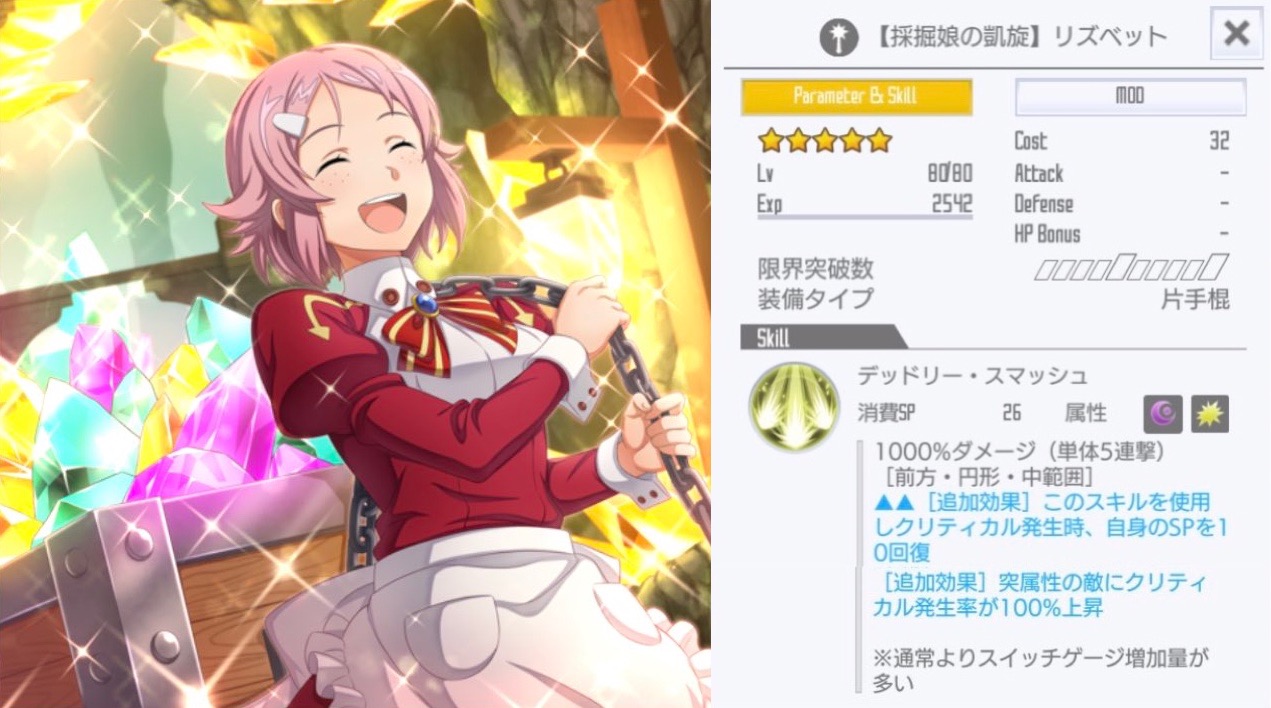 【採掘娘の凱旋】リズベット
Parameter & Skill
MOD
Cost 32
Lv 80/80
Attack -
Exp 2542
Defense -
HP Bonus -
限界突破数
装備タイプ 片手棍
Skill
デッドリー・スマッシュ
消費SP 26 属性
1000%ダメージ（単体5連撃）
［前方・円形・中範囲］
▲▲［追加効果］このスキルを使用
しクリティカル発生時、自身のSPを1
0回復
［追加効果］突属性の敵にクリティ
カル発生率が100%上昇
※通常よりスイッチゲージ増加量が
多い